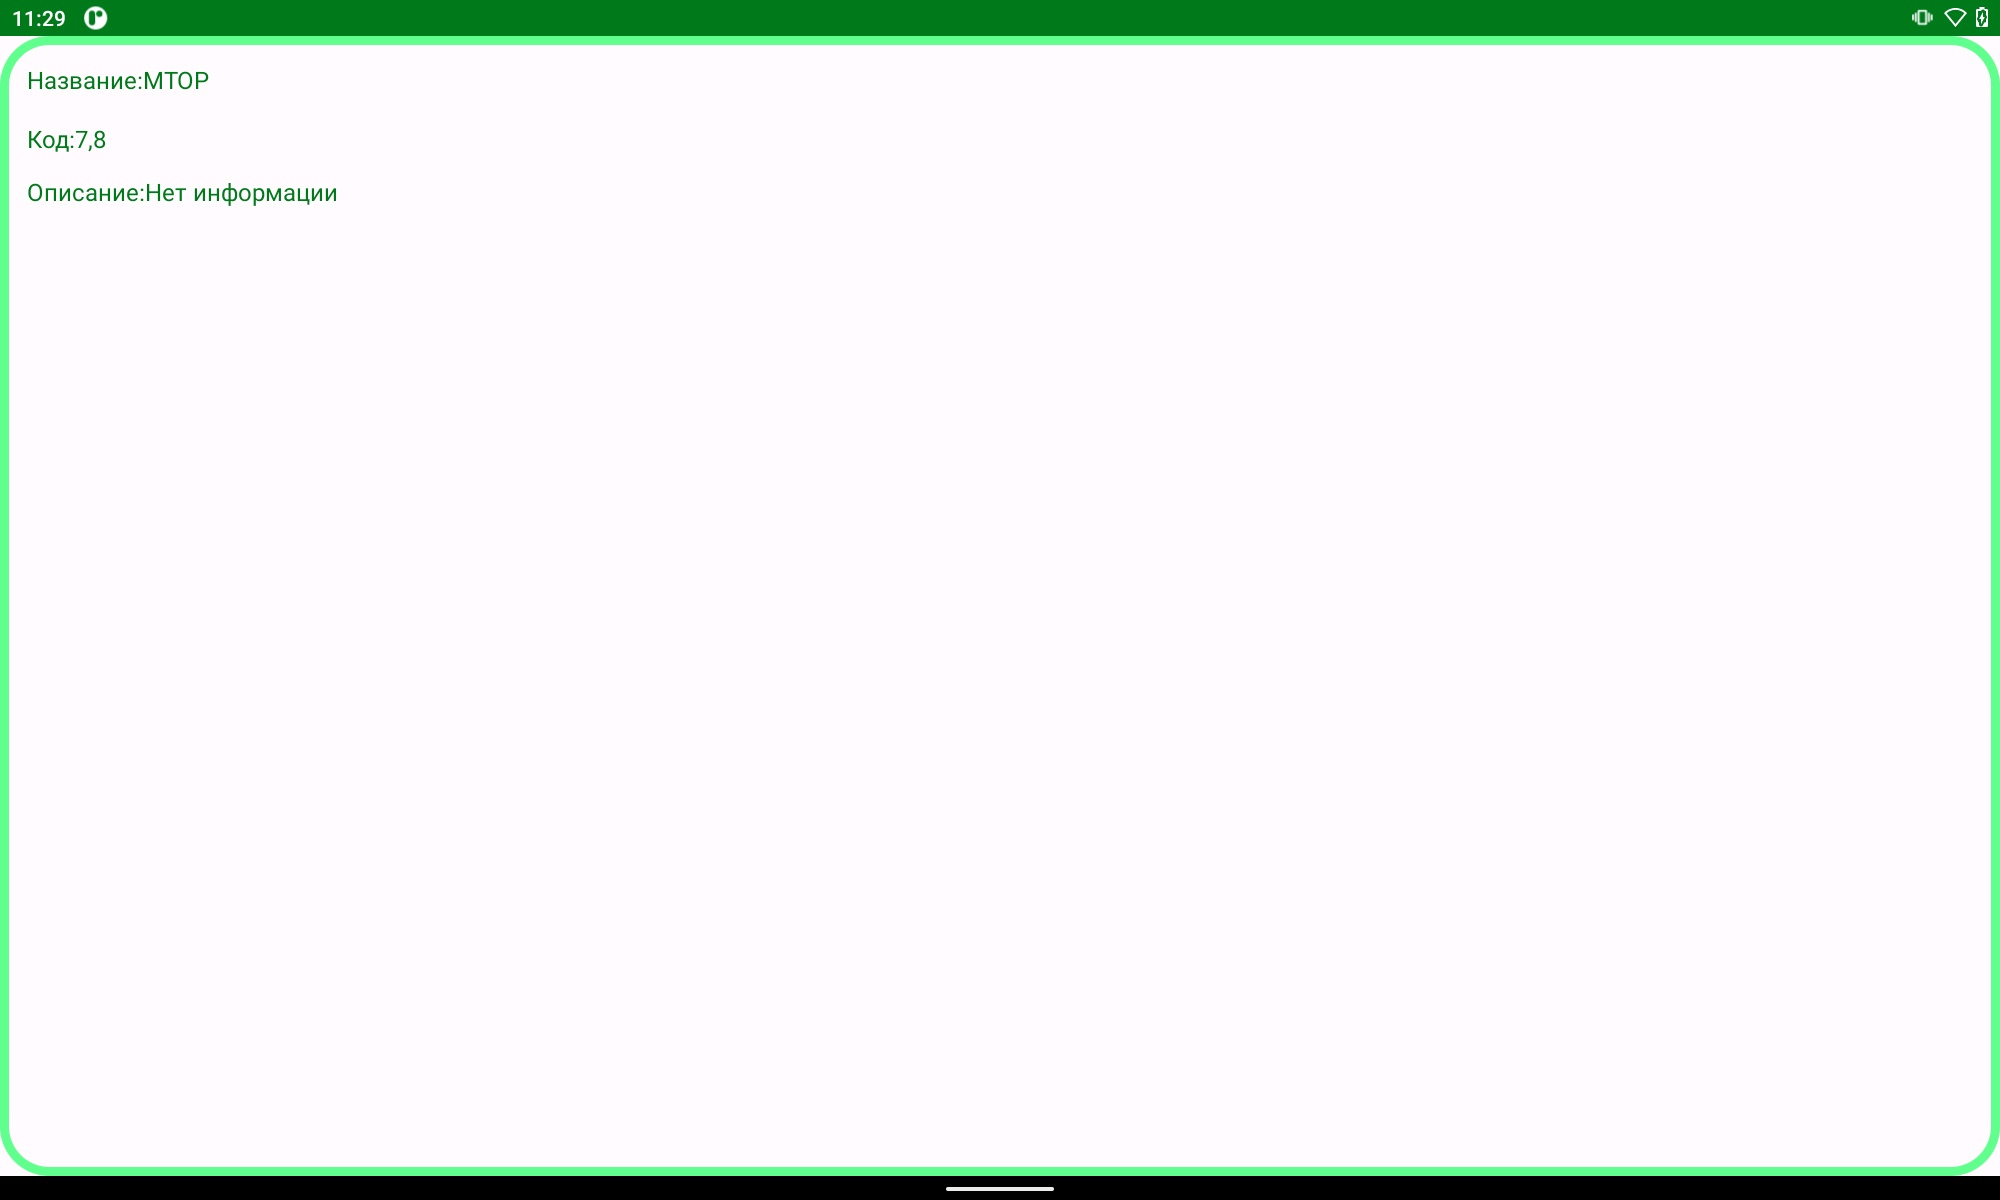 11:29
Название:МТОР
Код:7,8
Описание:Нет информации